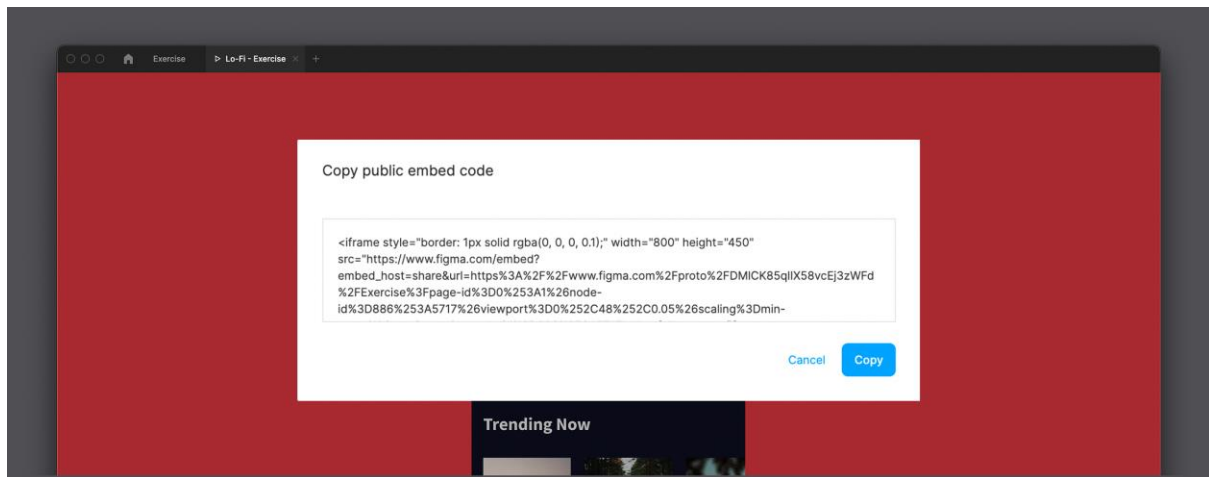 Exercise
Lo-Fi - Exercise
Copy public embed code
<iframe style="border: 1px solid rgba(0, 0, 0, 0.1);" width="800" height="450"
src="https://www.figma.com/embed?
embed_host=share&url=https%3A%2F%2Fwww.figma.com%2Fproto%2FDMlCK85qllX58vcEj3zWFd
%2FExercise%3Fpage-id%3D0%253A1%26node-
id%3D886%253A5717%26viewport%3D0%252C48%252C0.05%26scaling%3Dmin-
Cancel
Copy
Trending Now